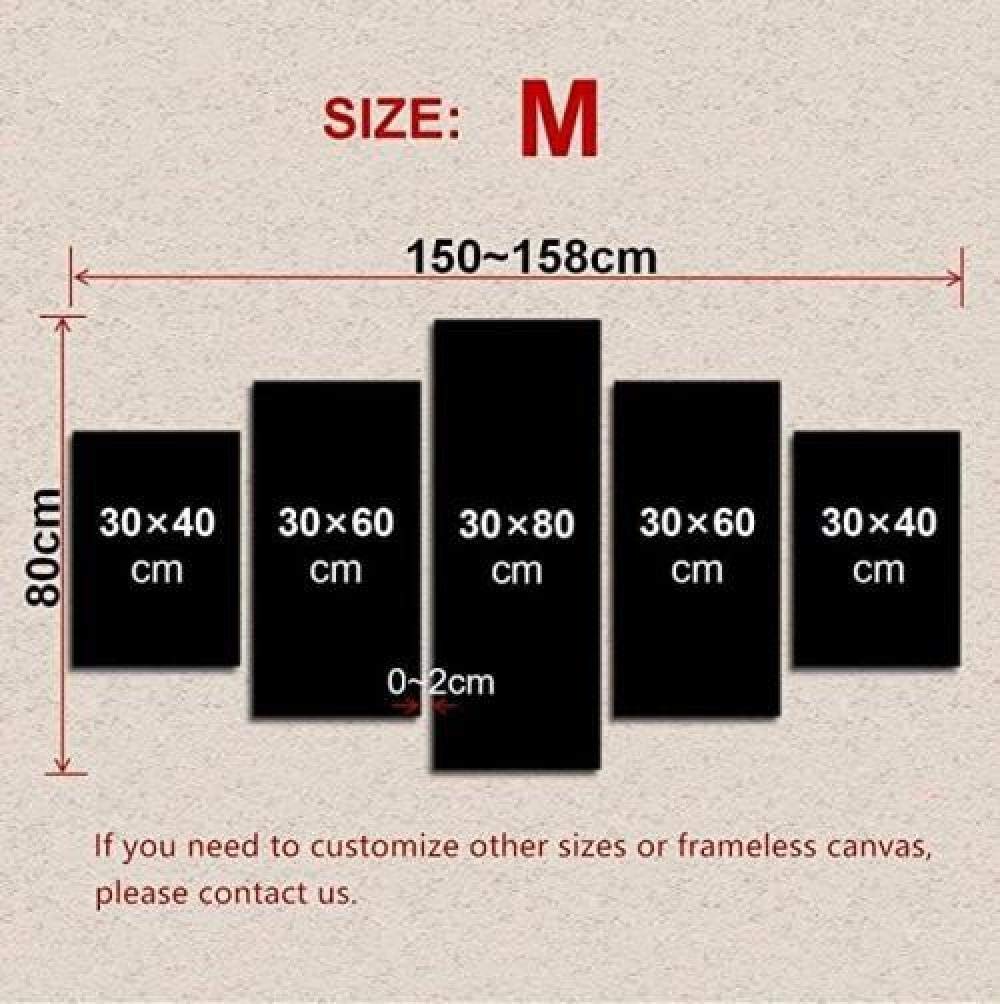 SIZE: M
150~158cm
80cm
30×40
cm
30×60
cm
30×80
cm
30×60
cm
30×40
cm
0~2cm
If you need to customize other sizes or frameless canvas,
please contact us.